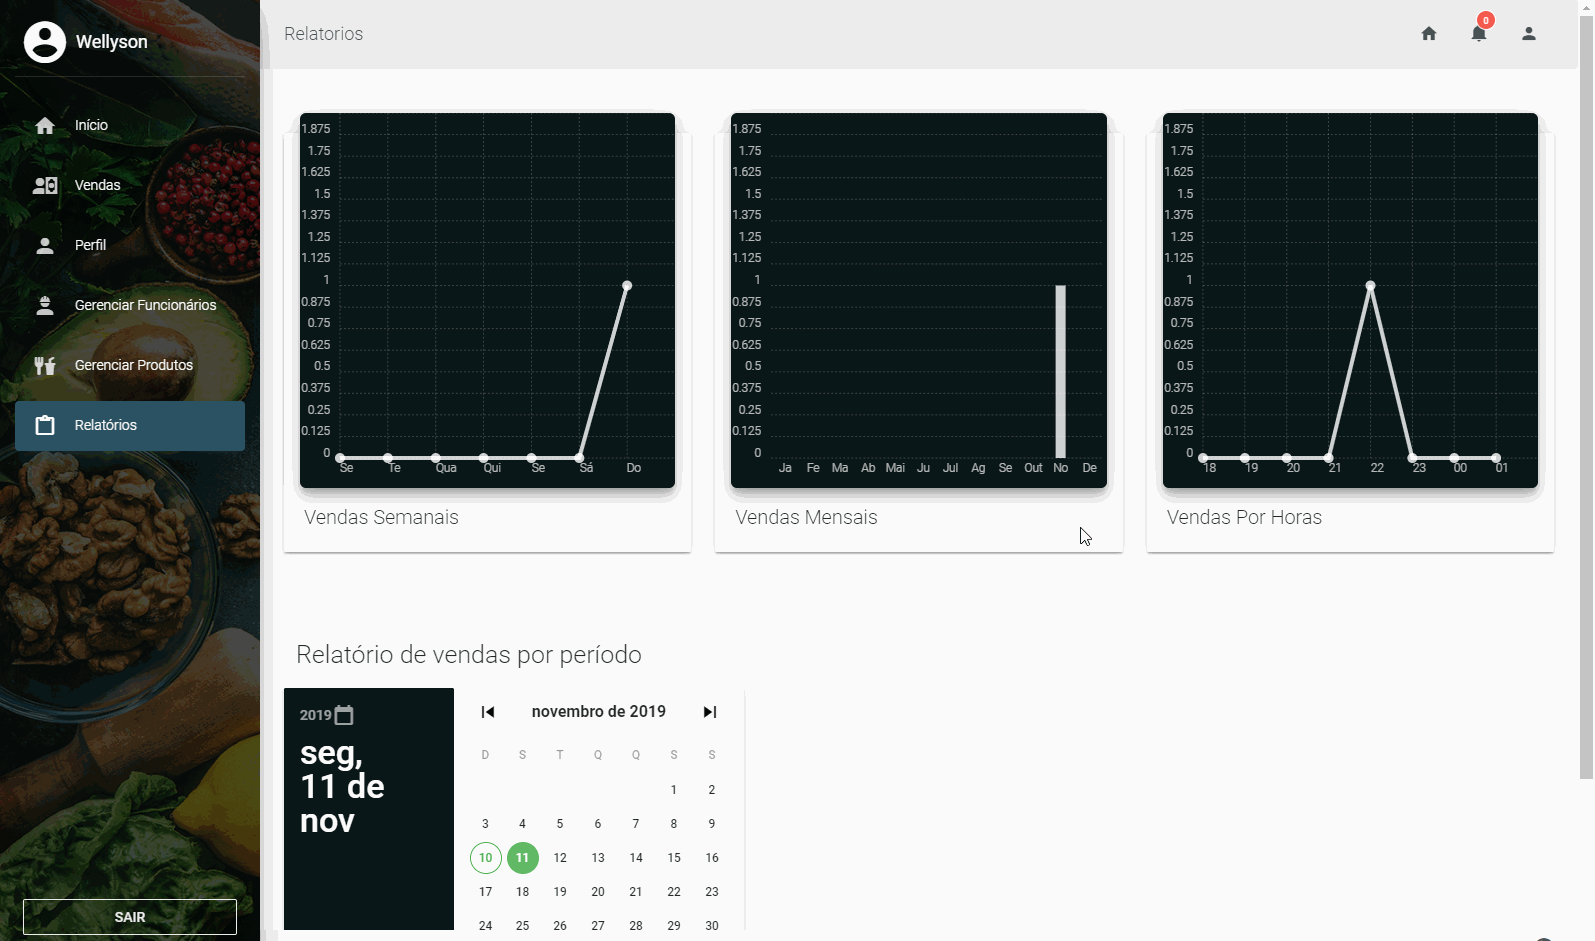 Wellyson
Início
Vendas
Perfil
Gerenciar Funcionários
Gerenciar Produtos
Relatórios
SAIR
Relatorios
0
1.875
1.75
1.625
1.5
1.375
1.25
1.125
1
0.875
0.75
0.625
0.5
0.375
0.25
0.125
0
Se Te Qua Qui Se Sá Do
Vendas Semanais
1.875
1.75
1.625
1.5
1.375
1.25
1.125
1
0.875
0.75
0.625
0.5
0.375
0.25
0.125
0
Ja Fe Ma Ab Mai Ju Jul Ag Se Out No De
Vendas Mensais
1.875
1.75
1.625
1.5
1.375
1.25
1.125
1
0.875
0.75
0.625
0.5
0.375
0.25
0.125
0
18 19 20 21 22 23 00 01
Vendas Por Horas
Relatório de vendas por período
2019
seg,
11 de
nov
novembro de 2019
D S T Q Q S S
1 2
3 4 5 6 7 8 9
10 11 12 13 14 15 16
17 18 19 20 21 22 23
24 25 26 27 28 29 30